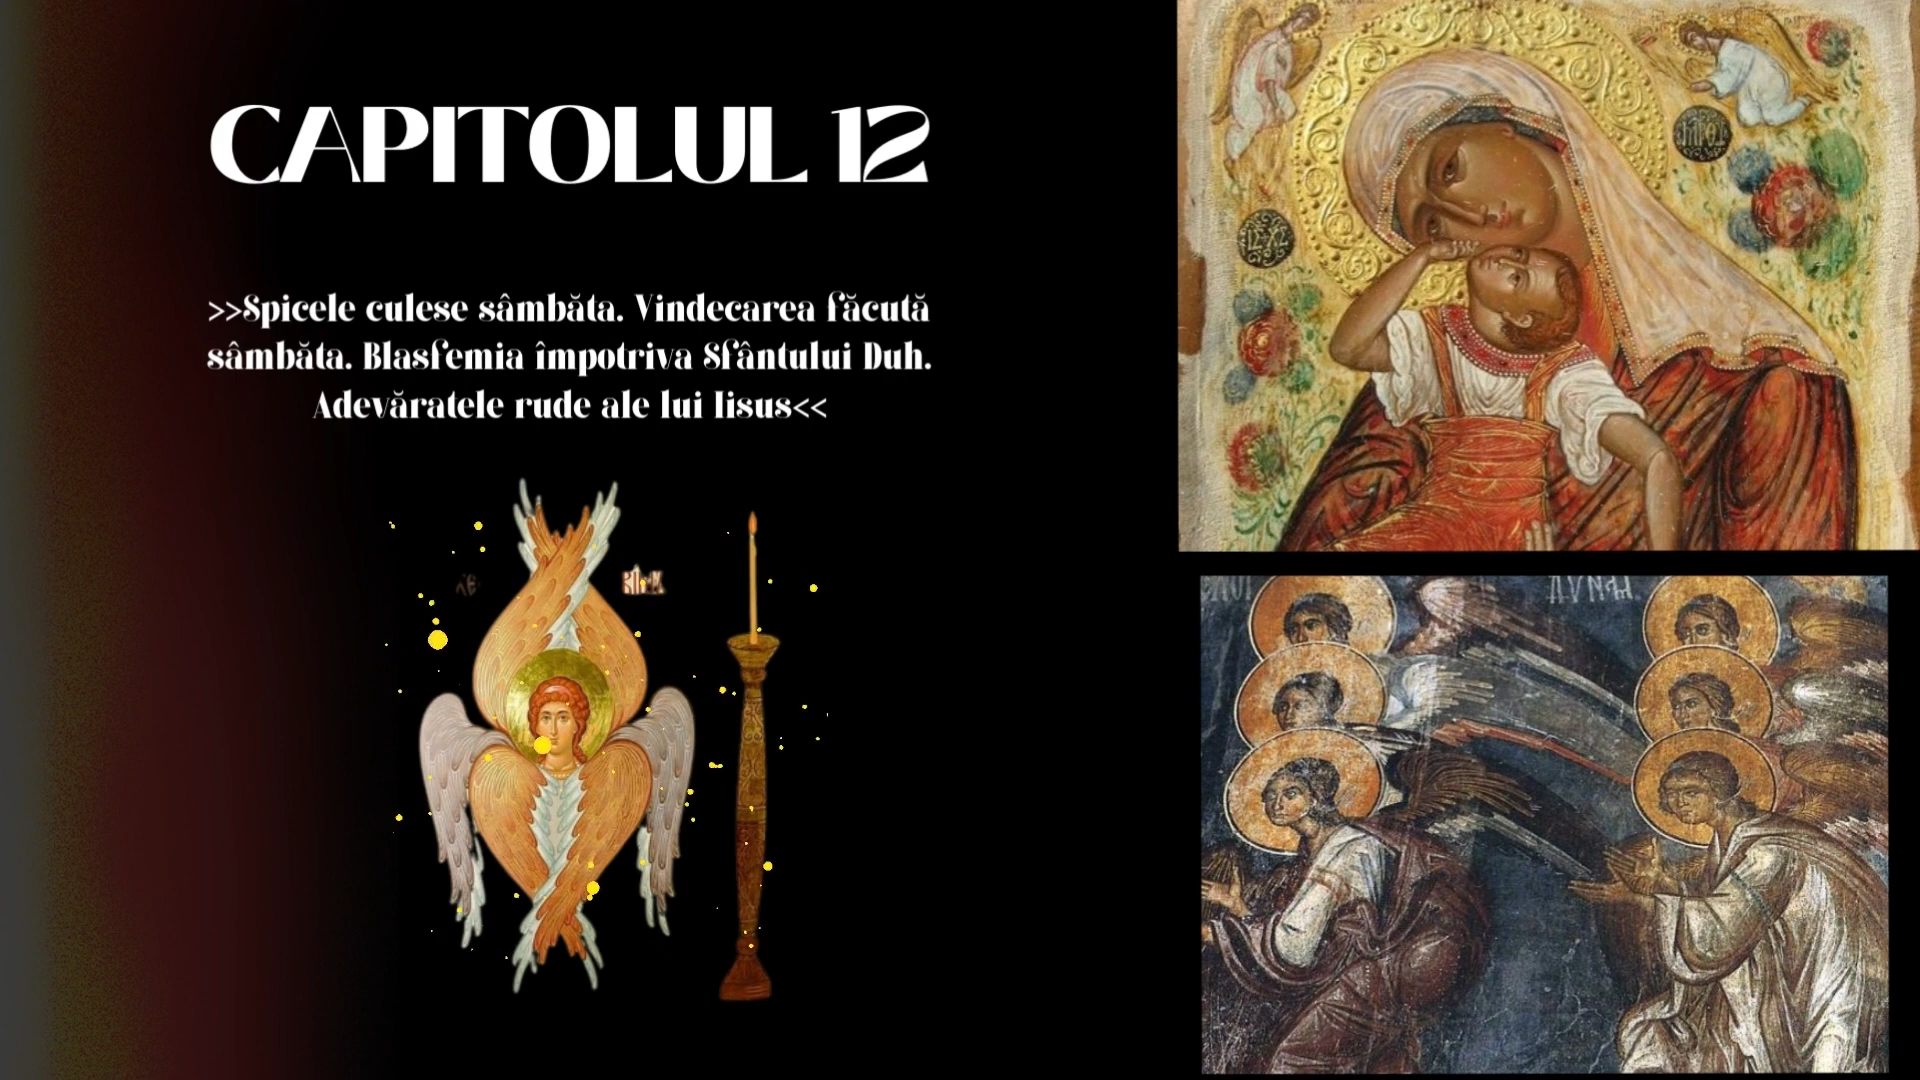 CAPITOLUL 12
>>Spicele culese sâmbăta. Vindecarea făcută
sâmbăta. Blasfemia împotriva Sfântului Duh.
Adevăratele rude ale lui Iisus<<